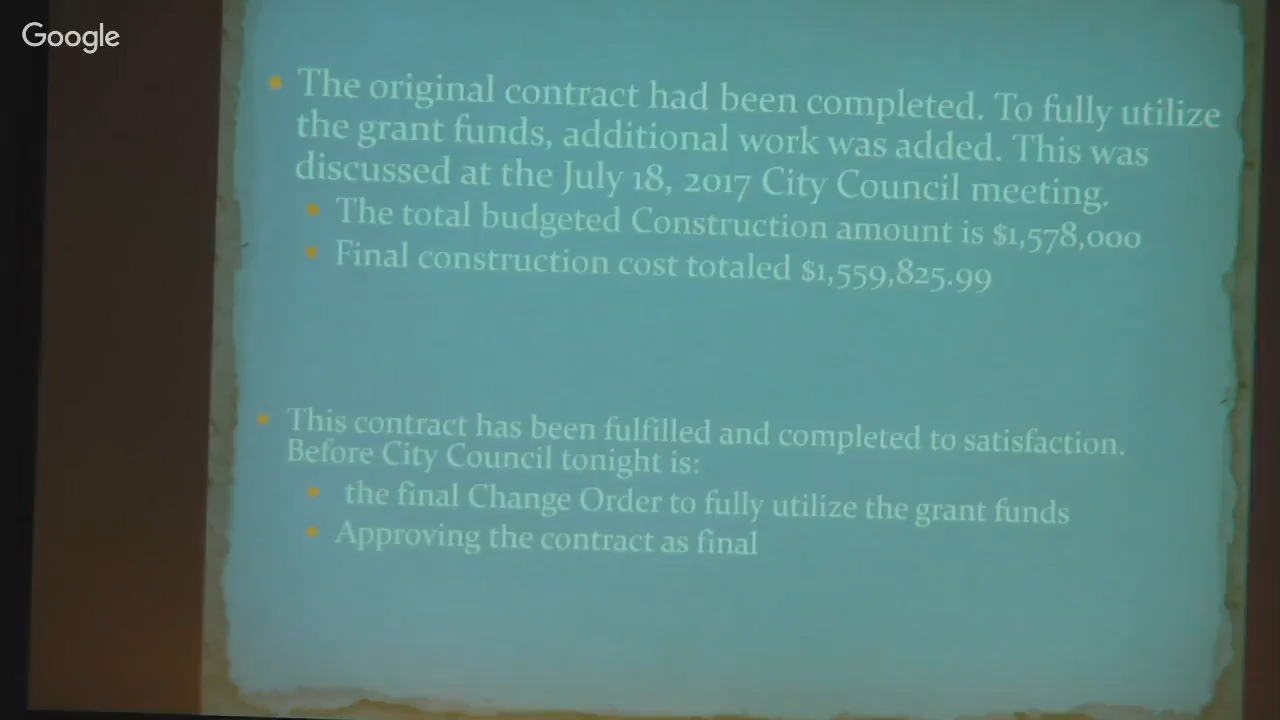 Google
The original contract had been completed. To fully utilize
the grant funds, additional work was added. This was
discussed at the July 18, 2017 City Council meeting.
The total budgeted Construction amount is $1,578,000
Final construction cost totaled $1,559,825.99
This contract has been fulfilled and completed to satisfaction.
Before City Council tonight is:
the final Change Order to fully utilize the grant funds
Approving the contract as final